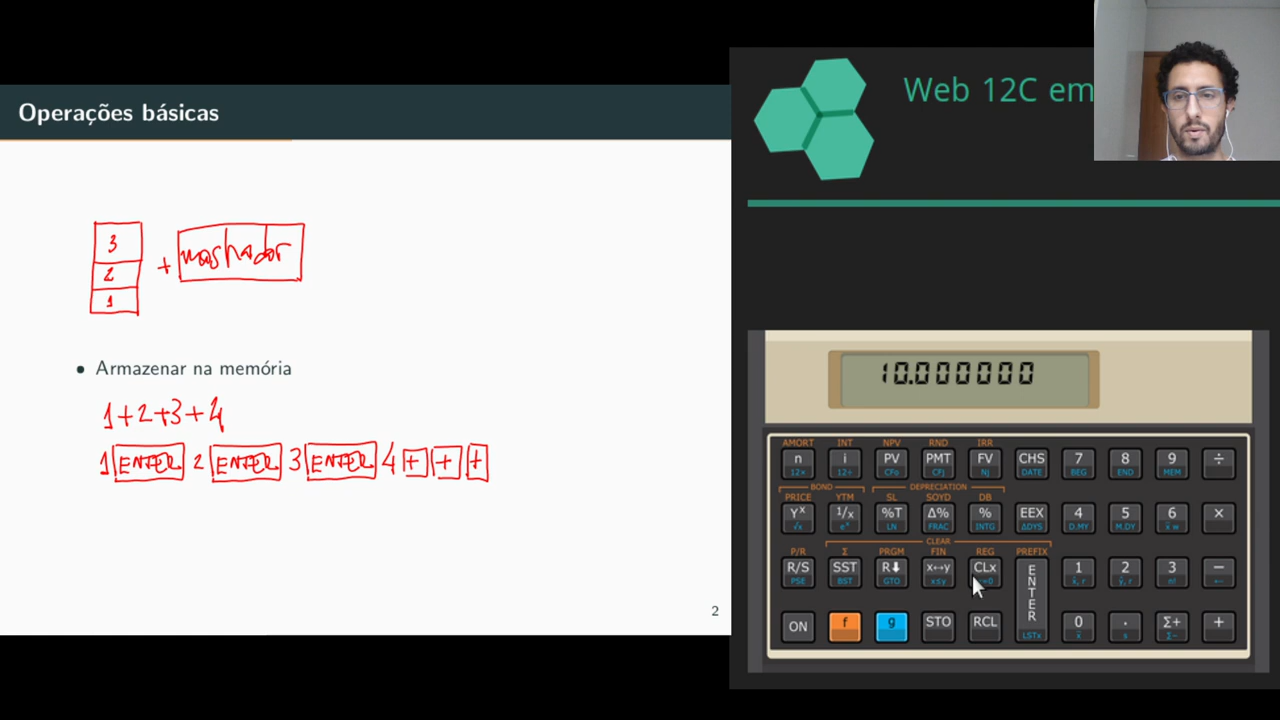 Operações básicas
3
2
1
+ mostrador
• Armazenar na memória
1+2+3+4
1 ENTER 2 ENTER 3 ENTER 4 + + +
2
Web 12C em
10.000000
AMORT INT NPV RND IRR
n i PV PMT FV CHS 7 8 9 ÷
12× 12÷ CFo CFj Nj DATE BEG END MEM
BOND DEPRECIATION
PRICE YTM SL SOYD DB
Y^X 1/x %T Δ% % EEX 4 5 6 ×
√x e^x LN FRAC INTG ΔDYS D.MY M.DY x̄ w
CLEAR
P/R Σ PRGM FIN REG PREFIX
R/S SST R⬇ x↔y CLx ENTER 1 2 3 −
PSE BST GTO x≤y =0 x̂, r ŷ, r n!
ON f g STO RCL 0 . Σ+ +
LSTx x̄ s Σ−